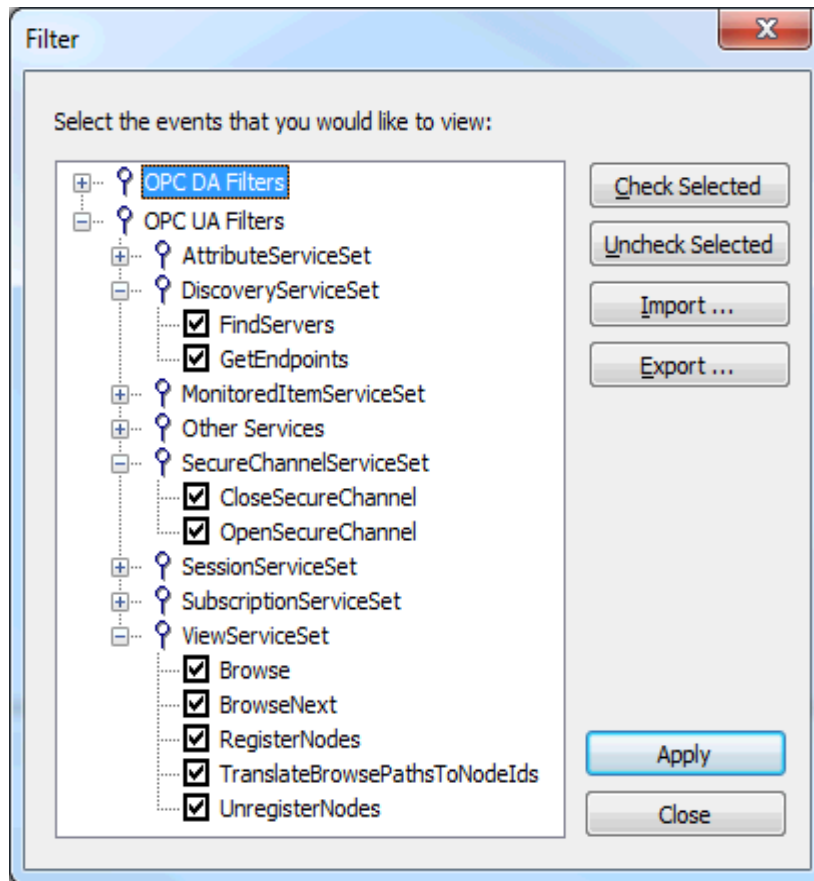 Filter
Select the events that you would like to view:
OPC DA Filters
OPC UA Filters
AttributeServiceSet
DiscoveryServiceSet
FindServers
GetEndpoints
MonitoredItemServiceSet
Other Services
SecureChannelServiceSet
CloseSecureChannel
OpenSecureChannel
SessionServiceSet
SubscriptionServiceSet
ViewServiceSet
Browse
BrowseNext
RegisterNodes
TranslateBrowsePathsToNodeIds
UnregisterNodes
Check Selected
Uncheck Selected
Import ...
Export ...
Apply
Close